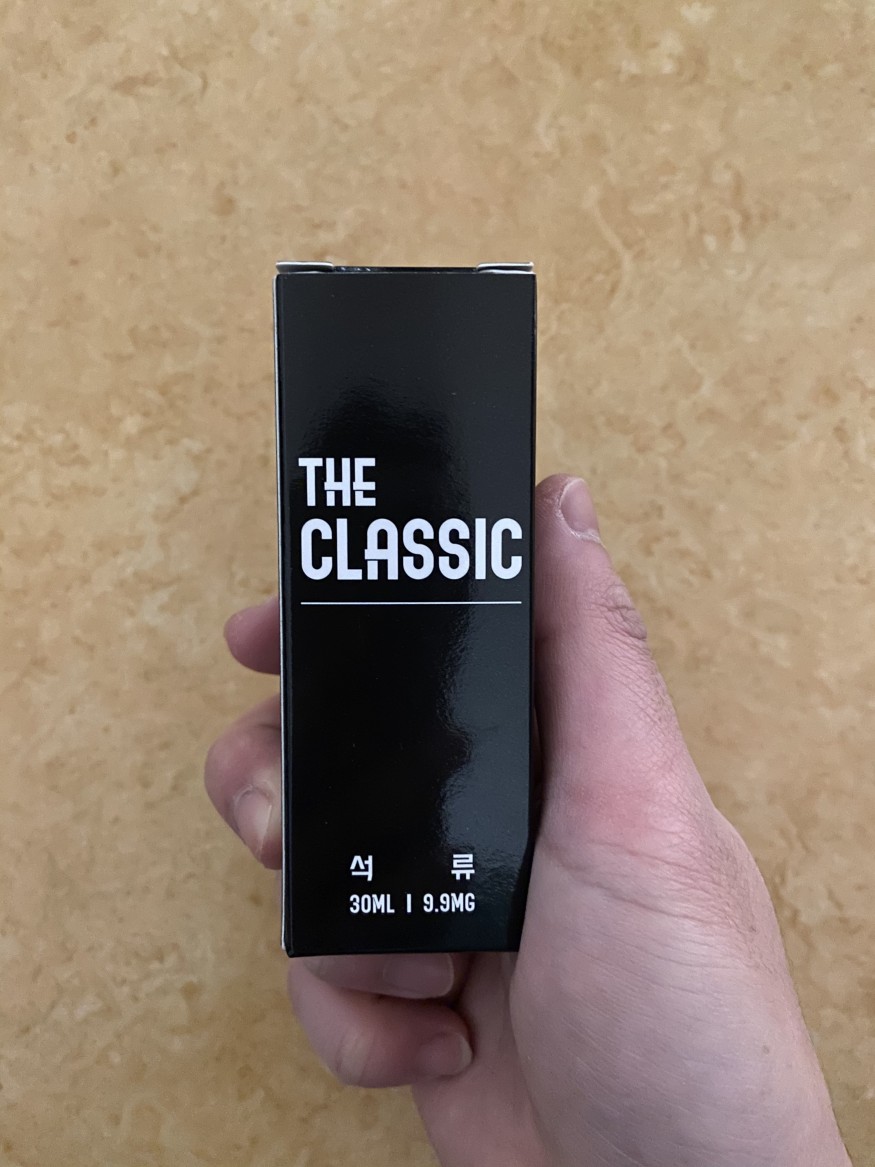 THE
CLASSIC
석 류
30ML | 9.9MG